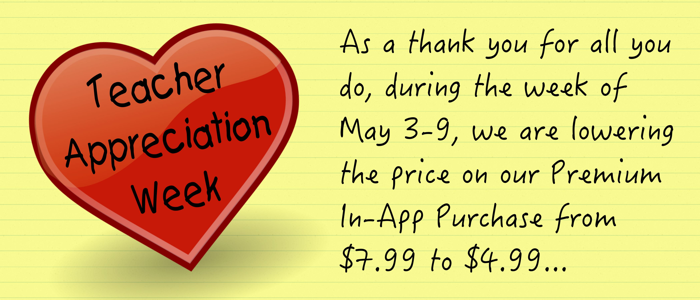 Teacher
Appreciation
Week
As a thank you for all you
do, during the week of
May 3-9, we are lowering
the price on our Premium
In-App Purchase from
$7.99 to $4.99...